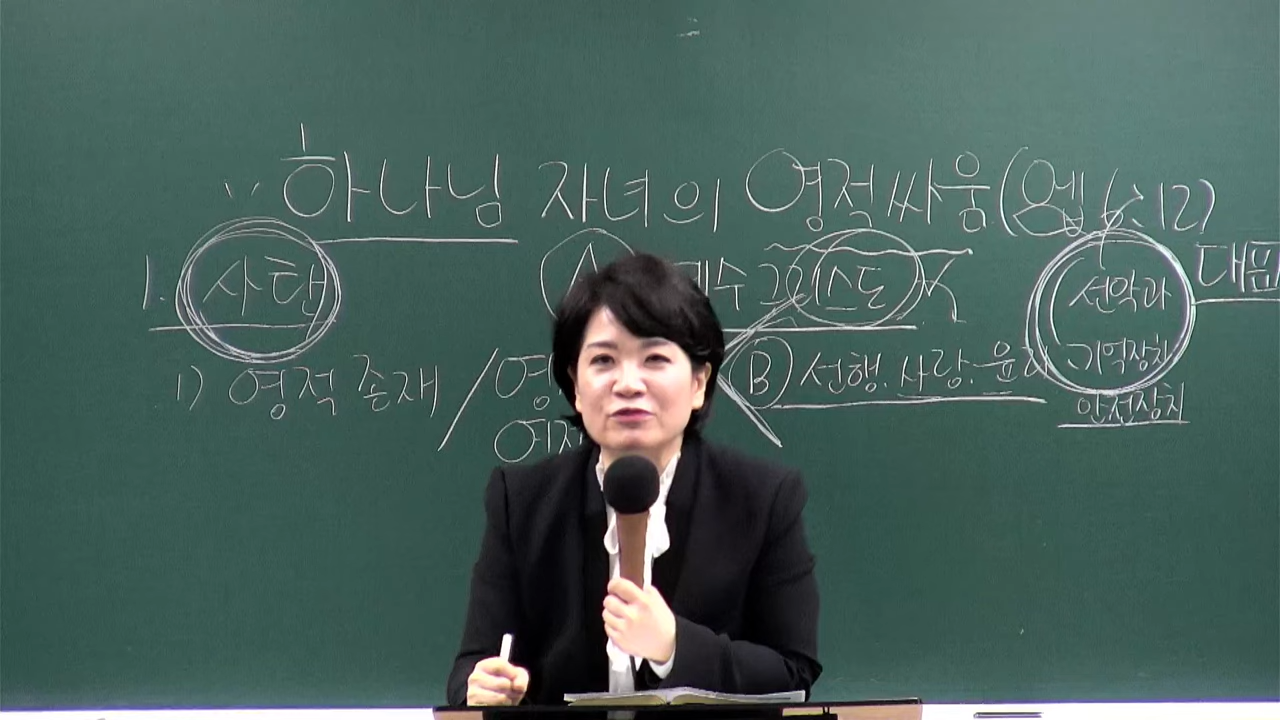 하나님 자녀의 영적싸움(엡 6:12)
1. 사탄 A 예수 그리스도 선악과 대표
1) 영적 존재 / B 선행. 사랑. 윤리 기억장치
안전장치